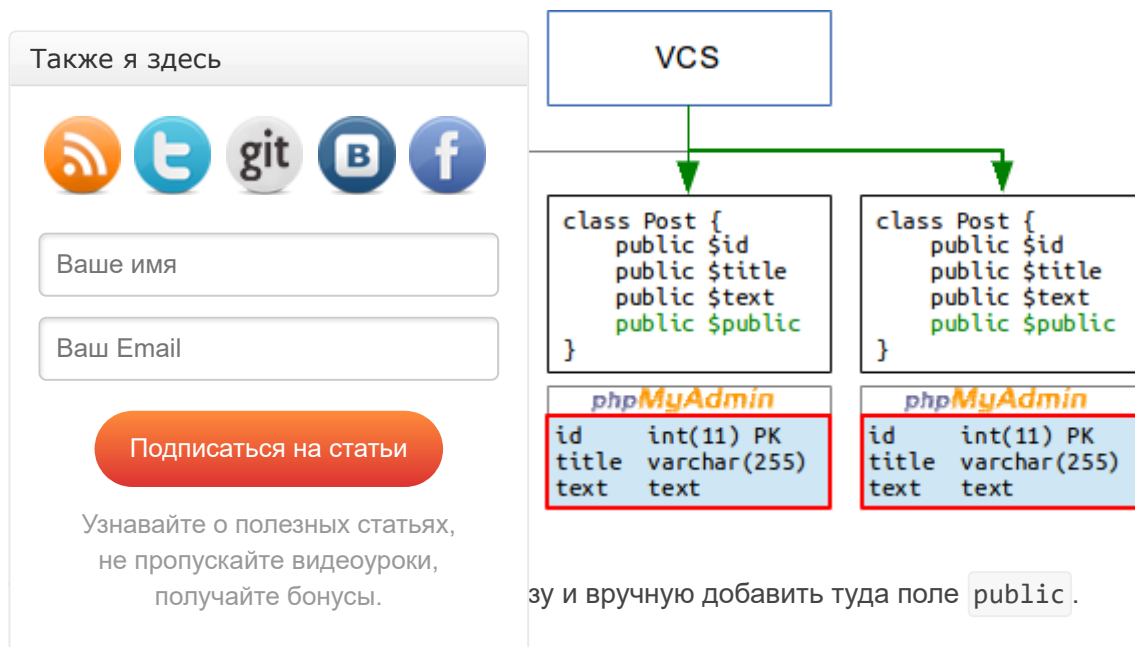 Также я здесь
git
B
f
Ваше имя
Ваш Email
Подписаться на статьи
Узнавайте о полезных статьях,
не пропускайте видеоуроки,
получайте бонусы.
VCS
class Post {
public $id
public $title
public $text
public $public
}
phpMyAdmin
id int(11) PK
title varchar(255)
text text
class Post {
public $id
public $title
public $text
public $public
}
phpMyAdmin
id int(11) PK
title varchar(255)
text text
зу и вручную добавить туда поле public.